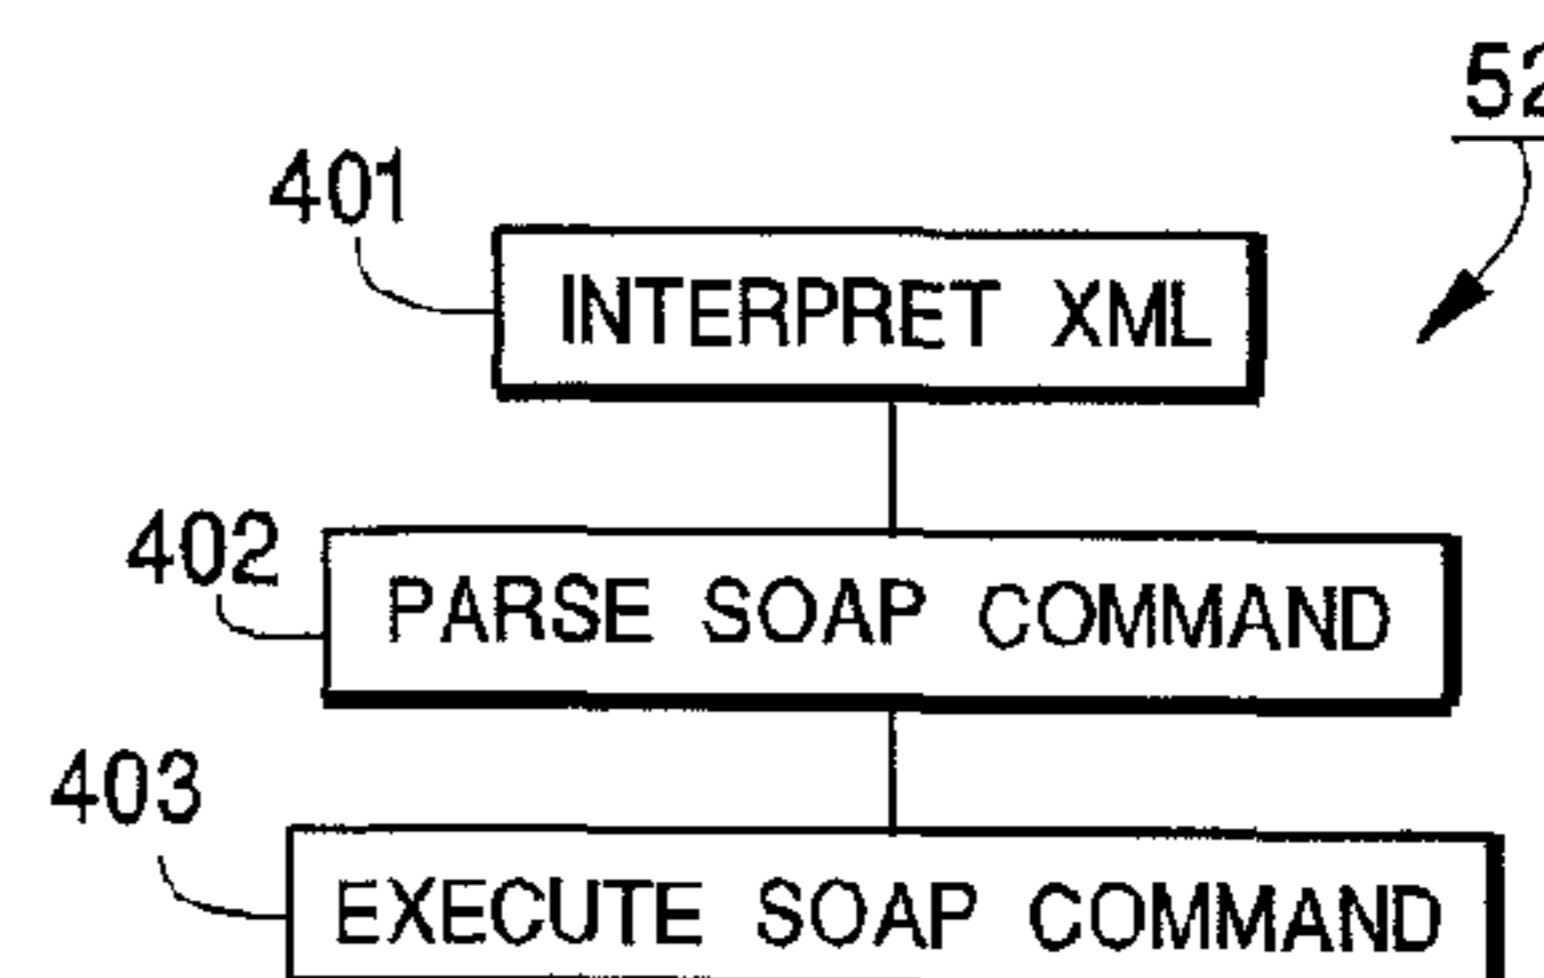 52
401
INTERPRET XML
402
PARSE SOAP COMMAND
403
EXECUTE SOAP COMMAND